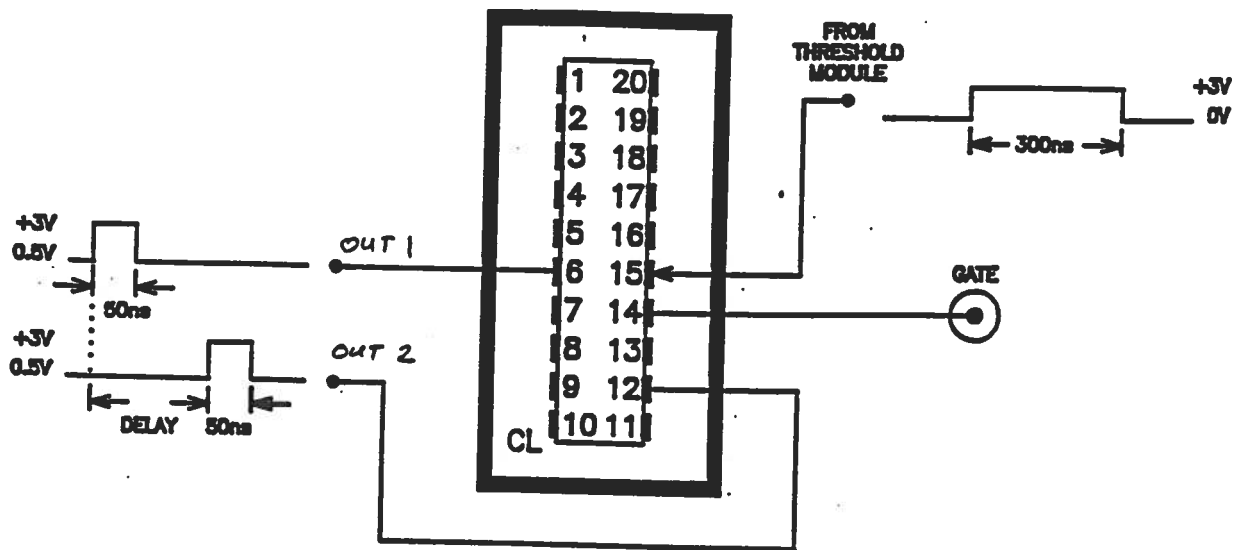 FROM
THRESHOLD
MODULE
+3V
0V
300ns
1 20
2 19
3 18
4 17
5 16
6 15
7 14
8 13
9 12
10 11
CL
+3V
0.5V
50ns
OUT 1
GATE
+3V
0.5V
DELAY 50ns
OUT 2